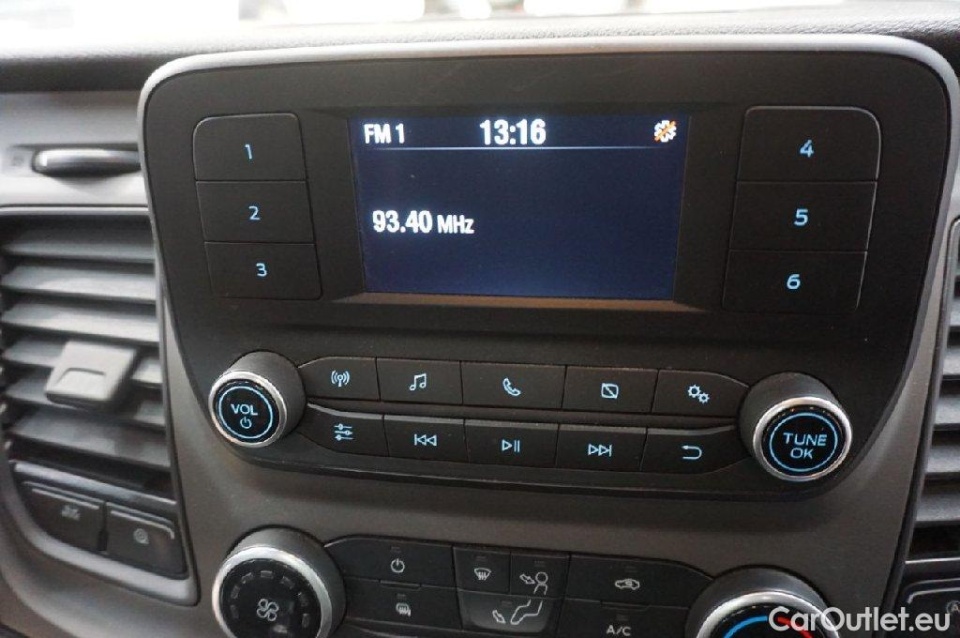 FM 1 13:16
93.40 MHz
1
2
3
4
5
6
VOL
TUNE
OK
A/C
CarOutlet.eu